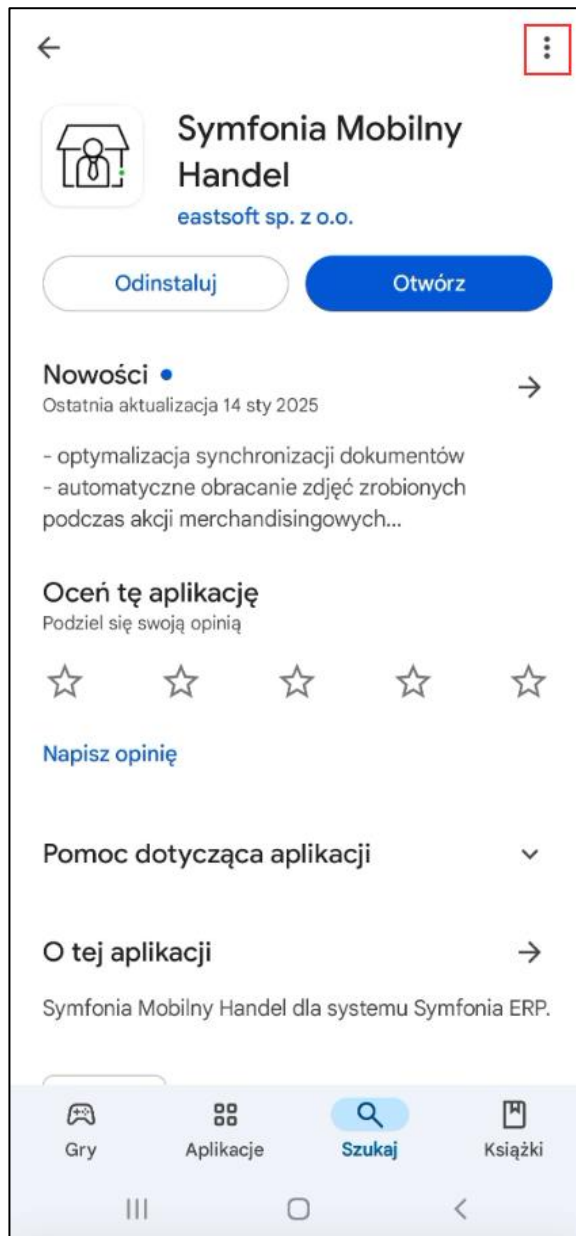 Symfonia Mobilny
Handel
eastsoft sp. z o.o.
Odinstaluj
Otwórz
Nowości
Ostatnia aktualizacja 14 sty 2025
- optymalizacja synchronizacji dokumentów
- automatyczne obracanie zdjęć zrobionych
podczas akcji merchandisingowych...
Oceń tę aplikację
Podziel się swoją opinią
Napisz opinię
Pomoc dotycząca aplikacji
O tej aplikacji
Symfonia Mobilny Handel dla systemu Symfonia ERP.
Gry
Aplikacje
Szukaj
Książki